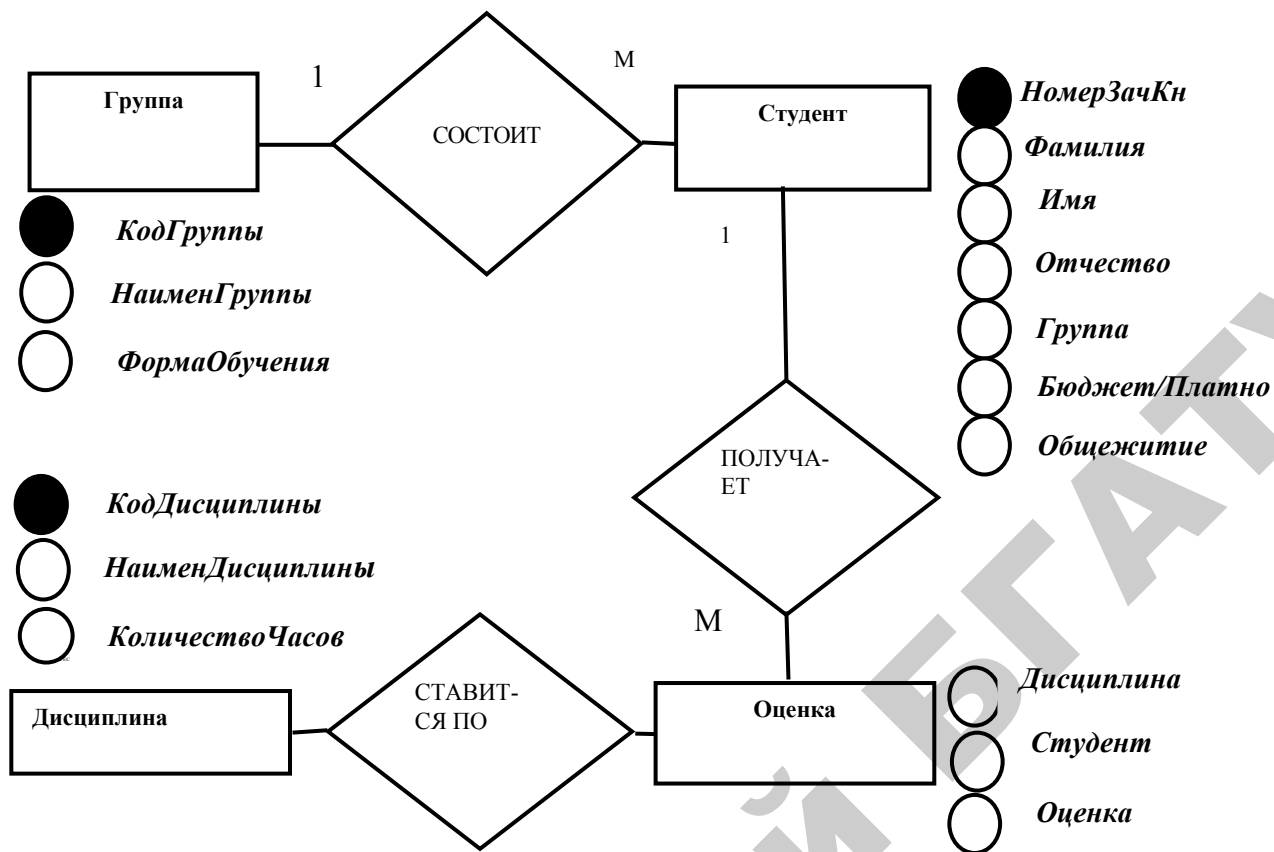 1
М
Группа
СОСТОИТ
Студент
НомерЗачКн
Фамилия
Имя
Отчество
Группа
Бюджет/Платно
Общежитие
КодГруппы
НаименГруппы
ФормаОбучения
1
ПОЛУЧА-
ЕТ
КодДисциплины
НаименДисциплины
КоличествоЧасов
М
Дисциплина
СТАВИТ-
СЯ ПО
Оценка
Дисциплина
Студент
Оценка
Й БГАТУ